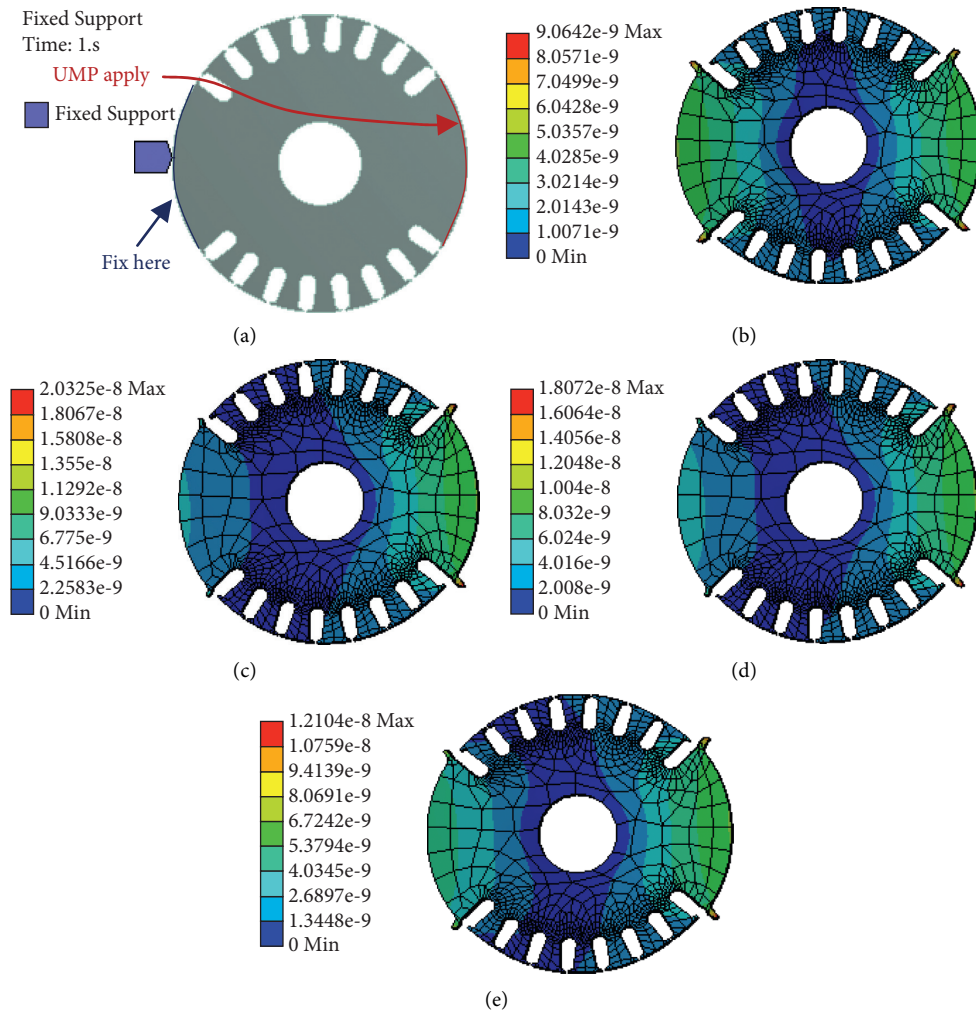 Fixed Support
Time: 1.s
UMP apply
Fixed Support
Fix here
(a)
9.0642e-9 Max
8.0571e-9
7.0499e-9
6.0428e-9
5.0357e-9
4.0285e-9
3.0214e-9
2.0143e-9
1.0071e-9
0 Min
(b)
2.0325e-8 Max
1.8067e-8
1.5808e-8
1.355e-8
1.1292e-8
9.0333e-9
6.775e-9
4.5166e-9
2.2583e-9
0 Min
(c)
1.8072e-8 Max
1.6064e-8
1.4056e-8
1.2048e-8
1.004e-8
8.032e-9
6.024e-9
4.016e-9
2.008e-9
0 Min
(d)
1.2104e-8 Max
1.0759e-8
9.4139e-9
8.0691e-9
6.7242e-9
5.3794e-9
4.0345e-9
2.6897e-9
1.3448e-9
0 Min
(e)